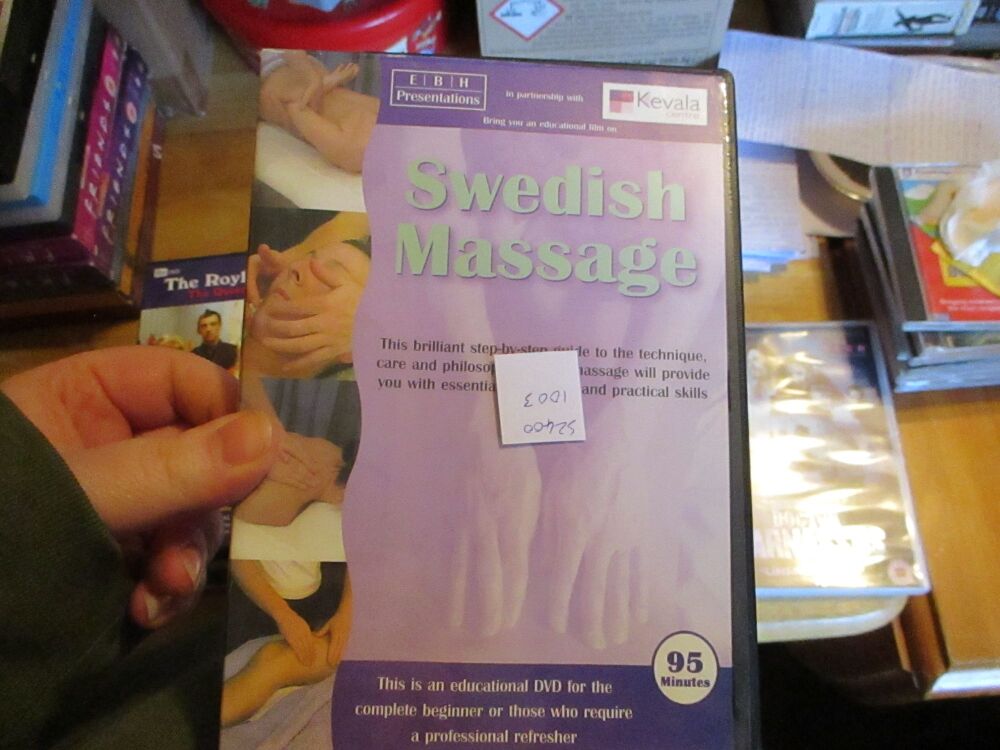 E B H
Presentations
in partnership with
Kevala
centre
Bring you an educational film on
Swedish
Massage
This brilliant step-by-step guide to the technique,
care and massage will provide
you with and practical skills
52400
1003
95
Minutes
This is an educational DVD for the
complete beginner or those who require
a professional refresher
FRIENDS
FRIENDS
The Royl